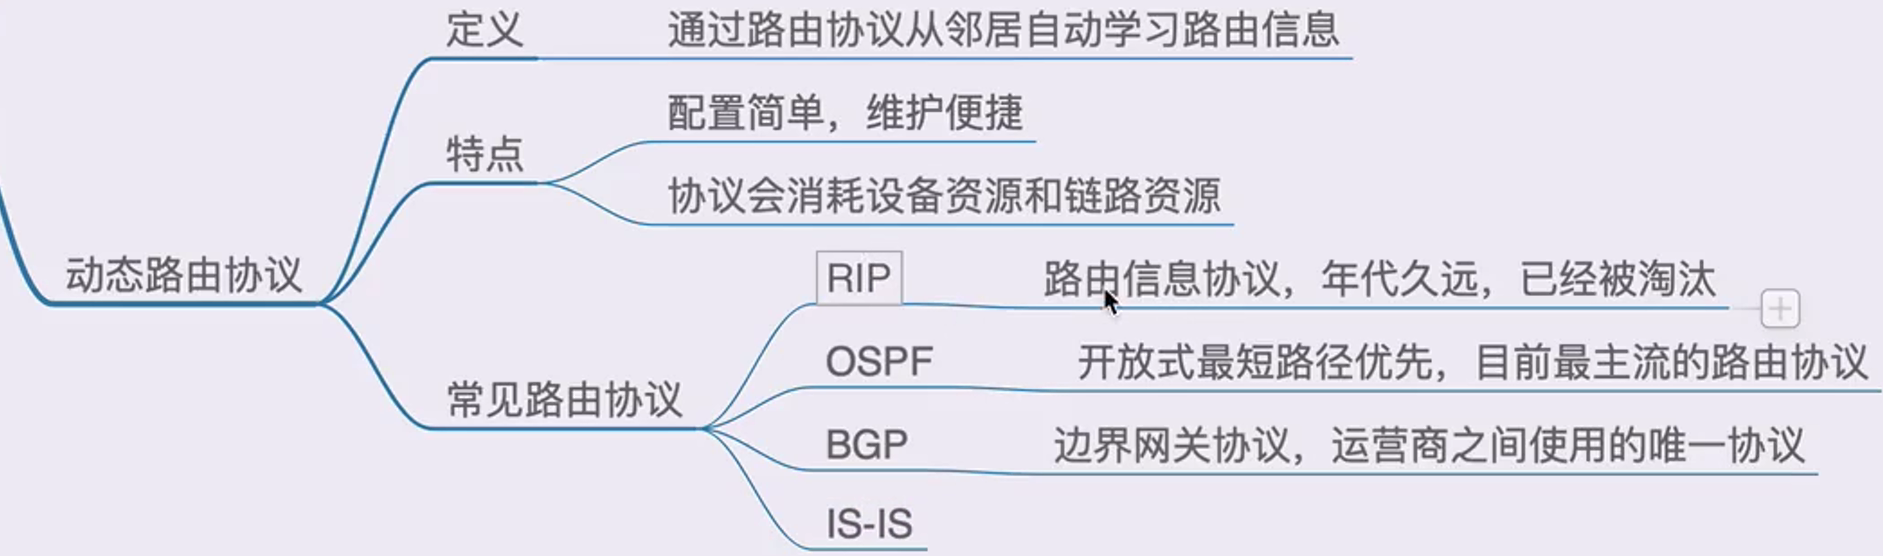 定义
通过路由协议从邻居自动学习路由信息
配置简单，维护便捷
特点
协议会消耗设备资源和链路资源
动态路由协议
RIP
路由信息协议，年代久远，已经被淘汰
OSPF
开放式最短路径优先，目前最主流的路由协议
常见路由协议
BGP
边界网关协议，运营商之间使用的唯一协议
IS-IS